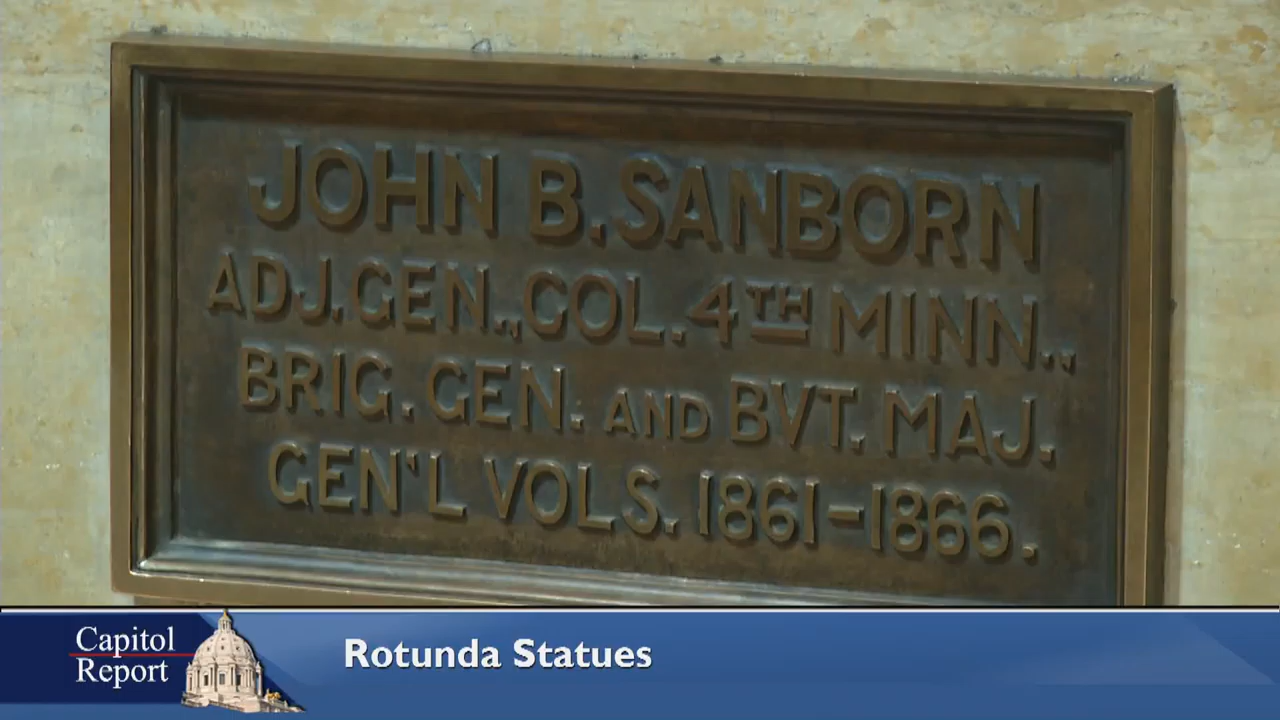 JOHN B. SANBORN
ADJ. GEN., COL. 4TH MINN.,
BRIG. GEN. AND BVT. MAJ.
GEN'L VOLS. 1861–1866.
Capitol
Report
Rotunda Statues